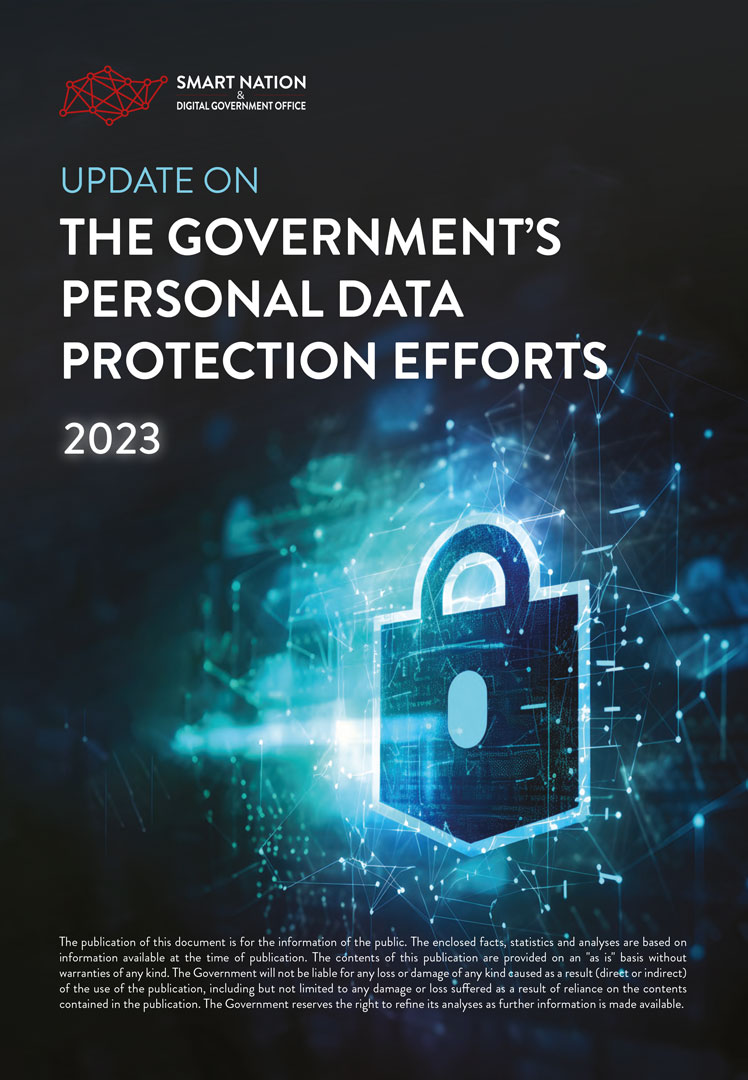 SMART NATION
&
DIGITAL GOVERNMENT OFFICE
UPDATE ON
THE GOVERNMENT’S
PERSONAL DATA
PROTECTION EFFORTS
2023
The publication of this document is for the information of the public. The enclosed facts, statistics and analyses are based on
information available at the time of publication. The contents of this publication are provided on an "as is" basis without
warranties of any kind. The Government will not be liable for any loss or damage of any kind caused as a result (direct or indirect)
of the use of the publication, including but not limited to any damage or loss suffered as a result of reliance on the contents
contained in the publication. The Government reserves the right to refine its analyses as further information is made available.